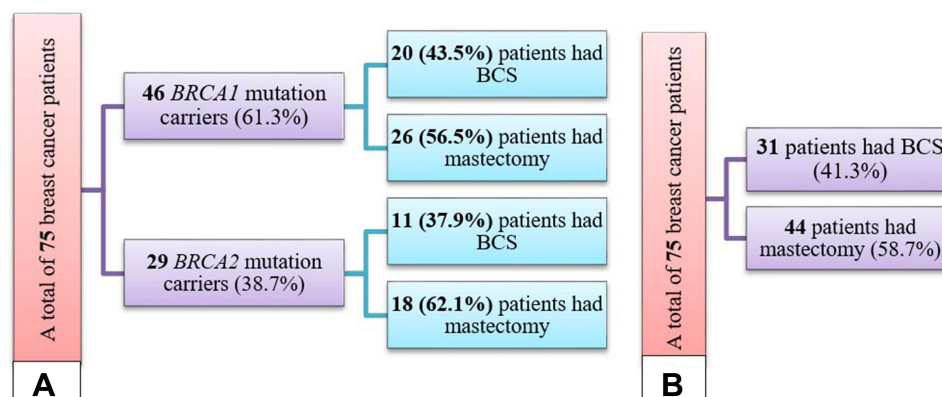 A total of 75 breast cancer patients
46 BRCA1 mutation
carriers (61.3%)
20 (43.5%) patients had
BCS
26 (56.5%) patients had
mastectomy
29 BRCA2 mutation
carriers (38.7%)
11 (37.9%) patients had
BCS
18 (62.1%) patients had
mastectomy
A
A total of 75 breast cancer patients
31 patients had BCS
(41.3%)
44 patients had
mastectomy (58.7%)
B